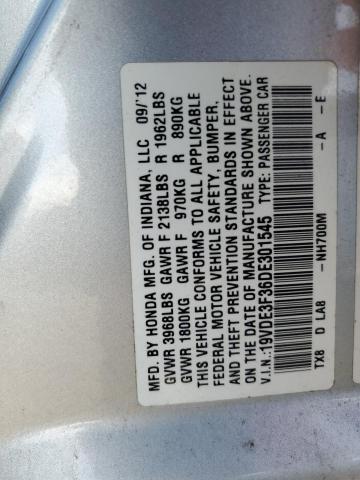 MFD. BY HONDA MFG. OF INDIANA, LLC 09/'12
GVWR 3968LBS GAWR F 2138LBS R 1962LBS
GVWR 1800KG GAWR F 970KG R 890KG
THIS VEHICLE CONFORMS TO ALL APPLICABLE
FEDERAL MOTOR VEHICLE SAFETY, BUMPER,
AND THEFT PREVENTION STANDARDS IN EFFECT
ON THE DATE OF MANUFACTURE SHOWN ABOVE.
V.I.N.:19VDE3F36DE301545 TYPE: PASSENGER CAR
TX8 D LA8 -NH700M -A -E